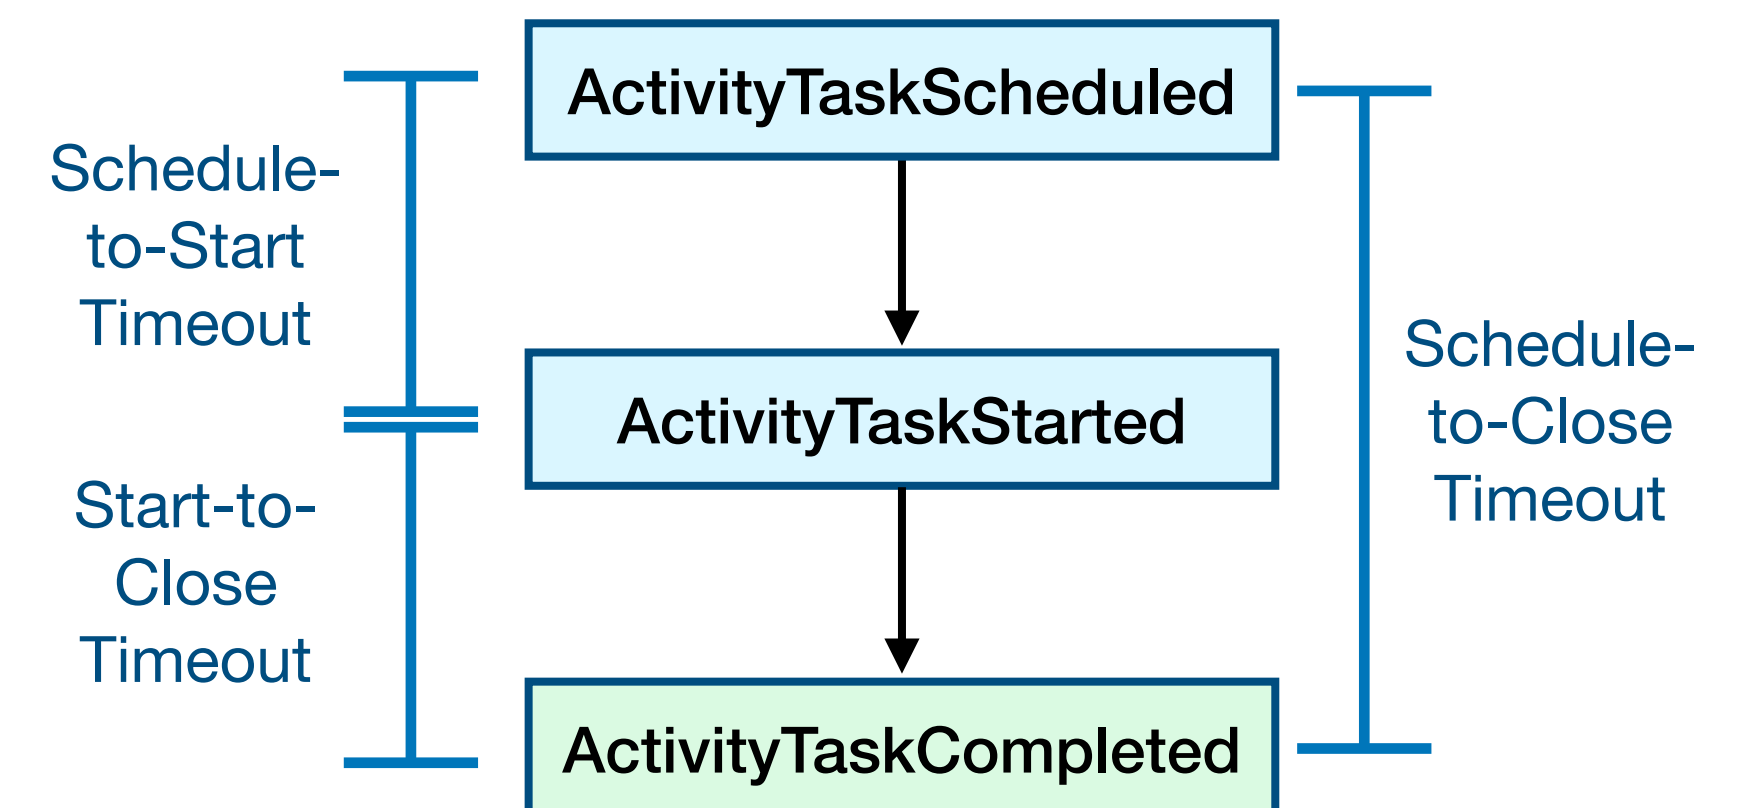 ActivityTaskScheduled
Schedule-
to-Start
Timeout
Schedule-
to-Close
Timeout
ActivityTaskStarted
Start-to-
Close
Timeout
ActivityTaskCompleted